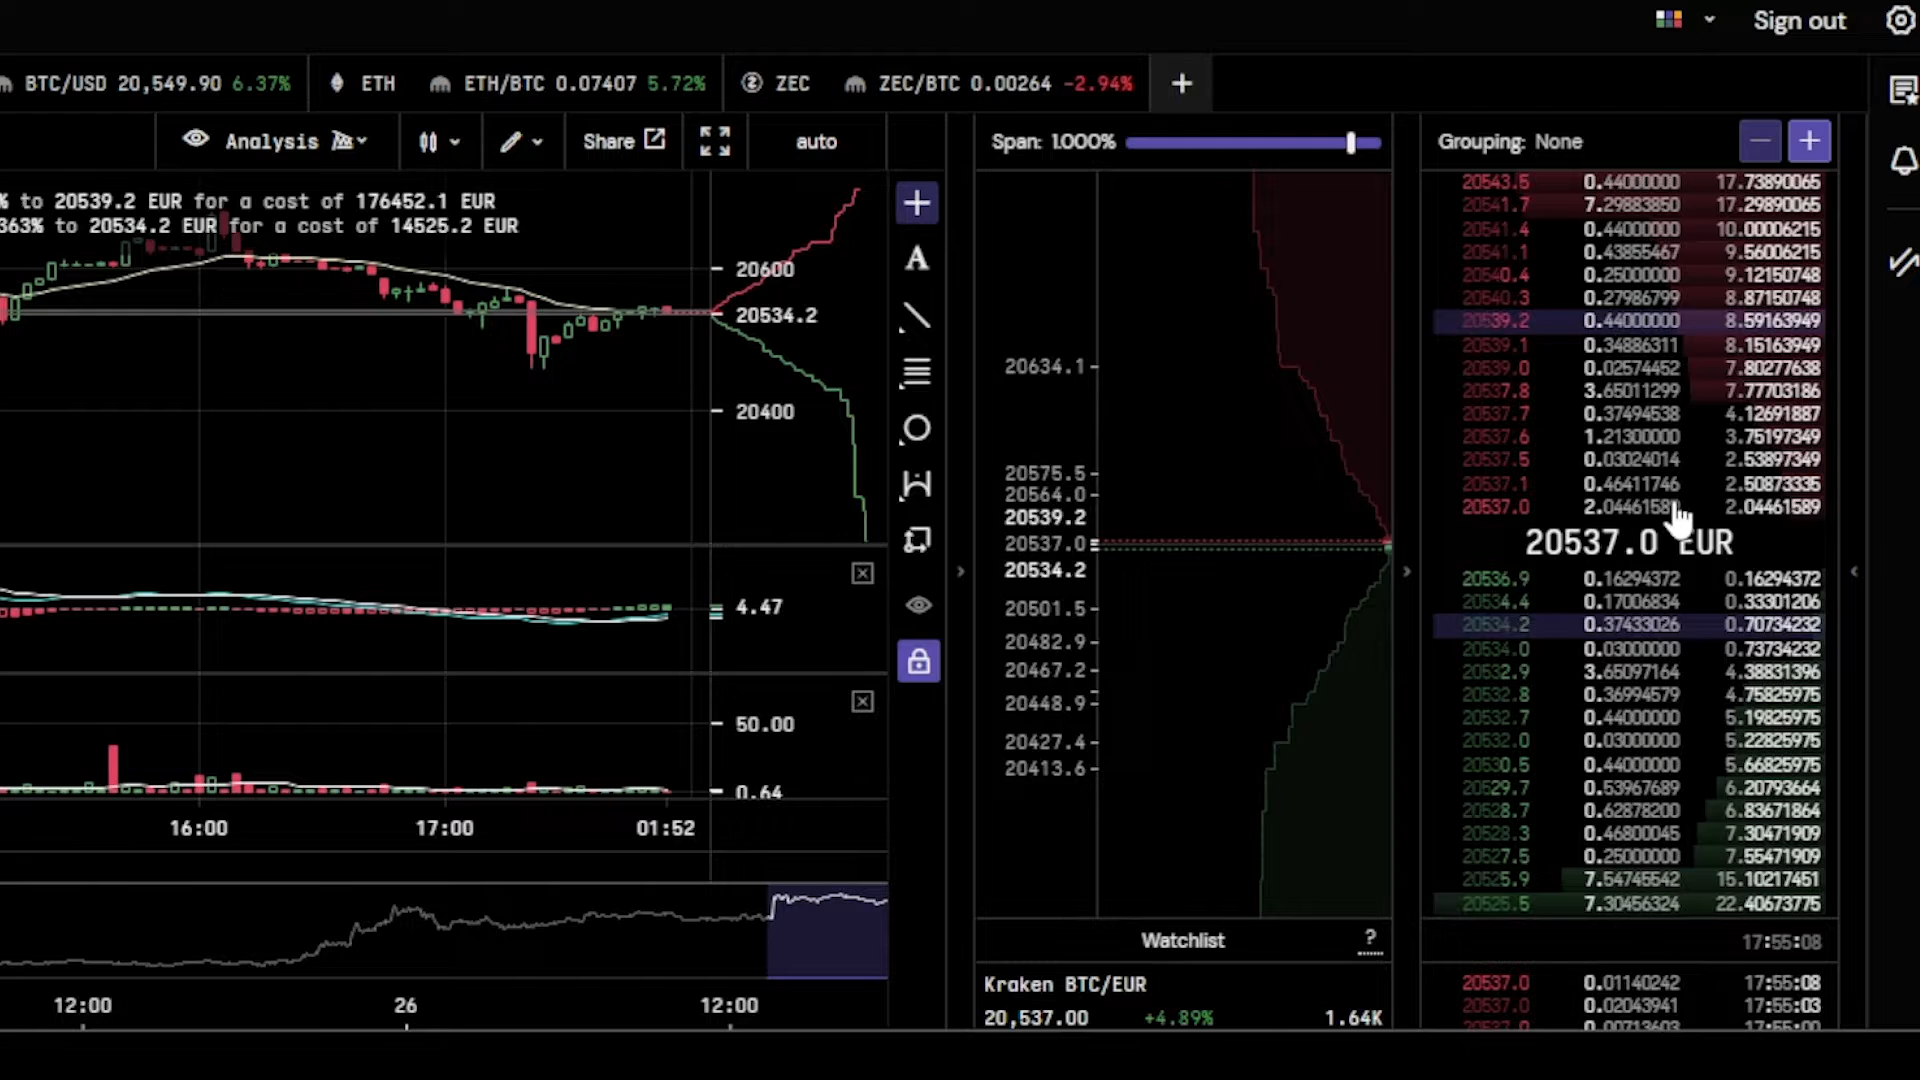 Sign out
BTC/USD 20,549.90 6.37%
ETH
ETH/BTC 0.07407 5.72%
ZEC
ZEC/BTC 0.00264 -2.94%
Analysis
Share
auto
Span: 1.000%
Grouping: None
% to 20539.2 EUR for a cost of 176452.1 EUR
363% to 20534.2 EUR for a cost of 14525.2 EUR
20600
20534.2
20400
4.47
50.00
0.64
16:00
17:00
01:52
12:00
26
12:00
20634.1
20575.5
20564.0
20539.2
20537.0
20534.2
20501.5
20482.9
20467.2
20448.9
20427.4
20413.6
Watchlist ?
Kraken BTC/EUR
20,537.00 +4.89% 1.64K
20543.5 0.44000000 17.73890065
20541.7 7.29883850 17.29890065
20541.4 0.44000000 10.00006215
20541.1 0.43855467 9.56006215
20540.4 0.25000000 9.12150748
20540.3 0.27986799 8.87150748
20539.2 0.44000000 8.59163949
20539.1 0.34886311 8.15163949
20539.0 0.02574452 7.80277638
20537.8 3.65011299 7.77703186
20537.7 0.37494538 4.12691887
20537.6 1.21300000 3.75197349
20537.5 0.03024014 2.53897349
20537.1 0.46411746 2.50873335
20537.0 2.04461589 2.04461589
20537.0 EUR
20536.9 0.16294372 0.16294372
20534.4 0.17006834 0.33301206
20534.2 0.37433026 0.70734232
20534.0 0.03000000 0.73734232
20532.9 3.65097164 4.38831396
20532.8 0.36994579 4.75825975
20532.7 0.44000000 5.19825975
20532.0 0.03000000 5.22825975
20530.5 0.44000000 5.66825975
20529.7 0.53967689 6.20793664
20528.7 0.62878200 6.83671864
20528.3 0.46800045 7.30471909
20527.5 0.25000000 7.55471909
20525.9 7.54745542 15.10217451
20525.5 7.30456324 22.40673775
17:55:08
20537.0 0.01140242 17:55:08
20537.0 0.02043941 17:55:03
20537.0 0.00713603 17:55:00